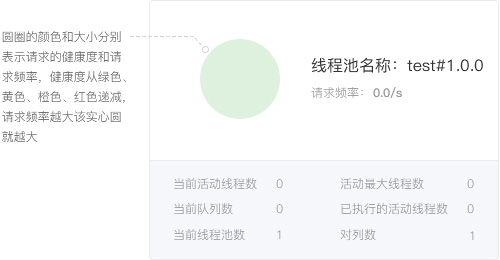 圆圈的颜色和大小分别
表示请求的健康度和请
求频率，健康度从绿色、
黄色、橙色、红色递减，
请求频率越大该实心圆
就越大
线程池名称：test#1.0.0
请求频率： 0.0/s
当前活动线程数 0 活动最大线程数 0
当前队列数 0 已执行的活动线程数 0
当前线程池数 1 对列数 1